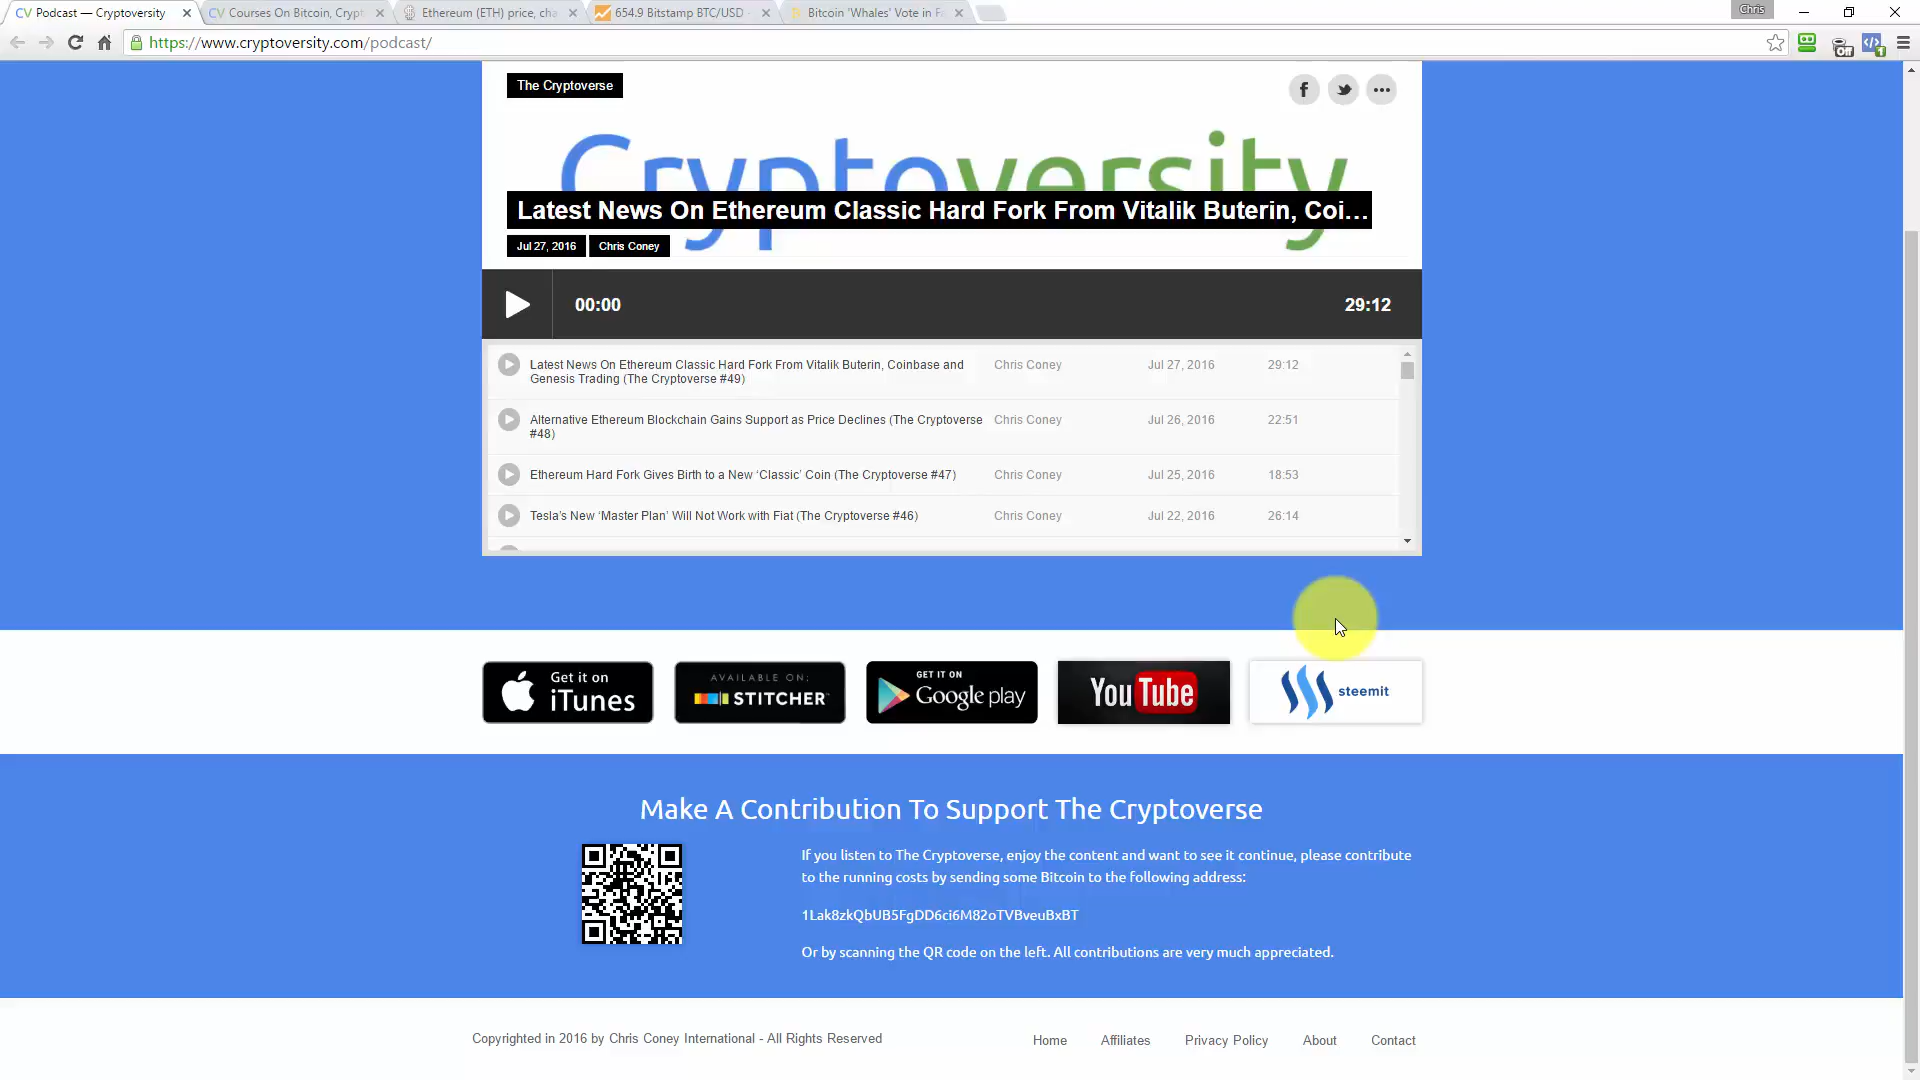 CV Podcast — Cryptoversity
CV Courses On Bitcoin, Crypt
Ethereum (ETH) price, cha
654.9 Bitstamp BTC/USD
Bitcoin 'Whales' Vote in F
Chris
https://www.cryptoversity.com/podcast/
Off
1
The Cryptoverse
Cryptoversity
Latest News On Ethereum Classic Hard Fork From Vitalik Buterin, Coi...
Jul 27, 2016 Chris Coney
00:00 29:12
Latest News On Ethereum Classic Hard Fork From Vitalik Buterin, Coinbase and Chris Coney Jul 27, 2016 29:12
Genesis Trading (The Cryptoverse #49)
Alternative Ethereum Blockchain Gains Support as Price Declines (The Cryptoverse Chris Coney Jul 26, 2016 22:51
#48)
Ethereum Hard Fork Gives Birth to a New ‘Classic’ Coin (The Cryptoverse #47) Chris Coney Jul 25, 2016 18:53
Tesla’s New ‘Master Plan’ Will Not Work with Fiat (The Cryptoverse #46) Chris Coney Jul 22, 2016 26:14
Get it on
iTunes
AVAILABLE ON:
STITCHER
GET IT ON
Google play
YouTube
steemit
Make A Contribution To Support The Cryptoverse
If you listen to The Cryptoverse, enjoy the content and want to see it continue, please contribute
to the running costs by sending some Bitcoin to the following address:
1Lak8zkQbUB5FgDD6ci6M82oTVBveuBxBT
Or by scanning the QR code on the left. All contributions are very much appreciated.
Copyrighted in 2016 by Chris Coney International - All Rights Reserved
Home Affiliates Privacy Policy About Contact